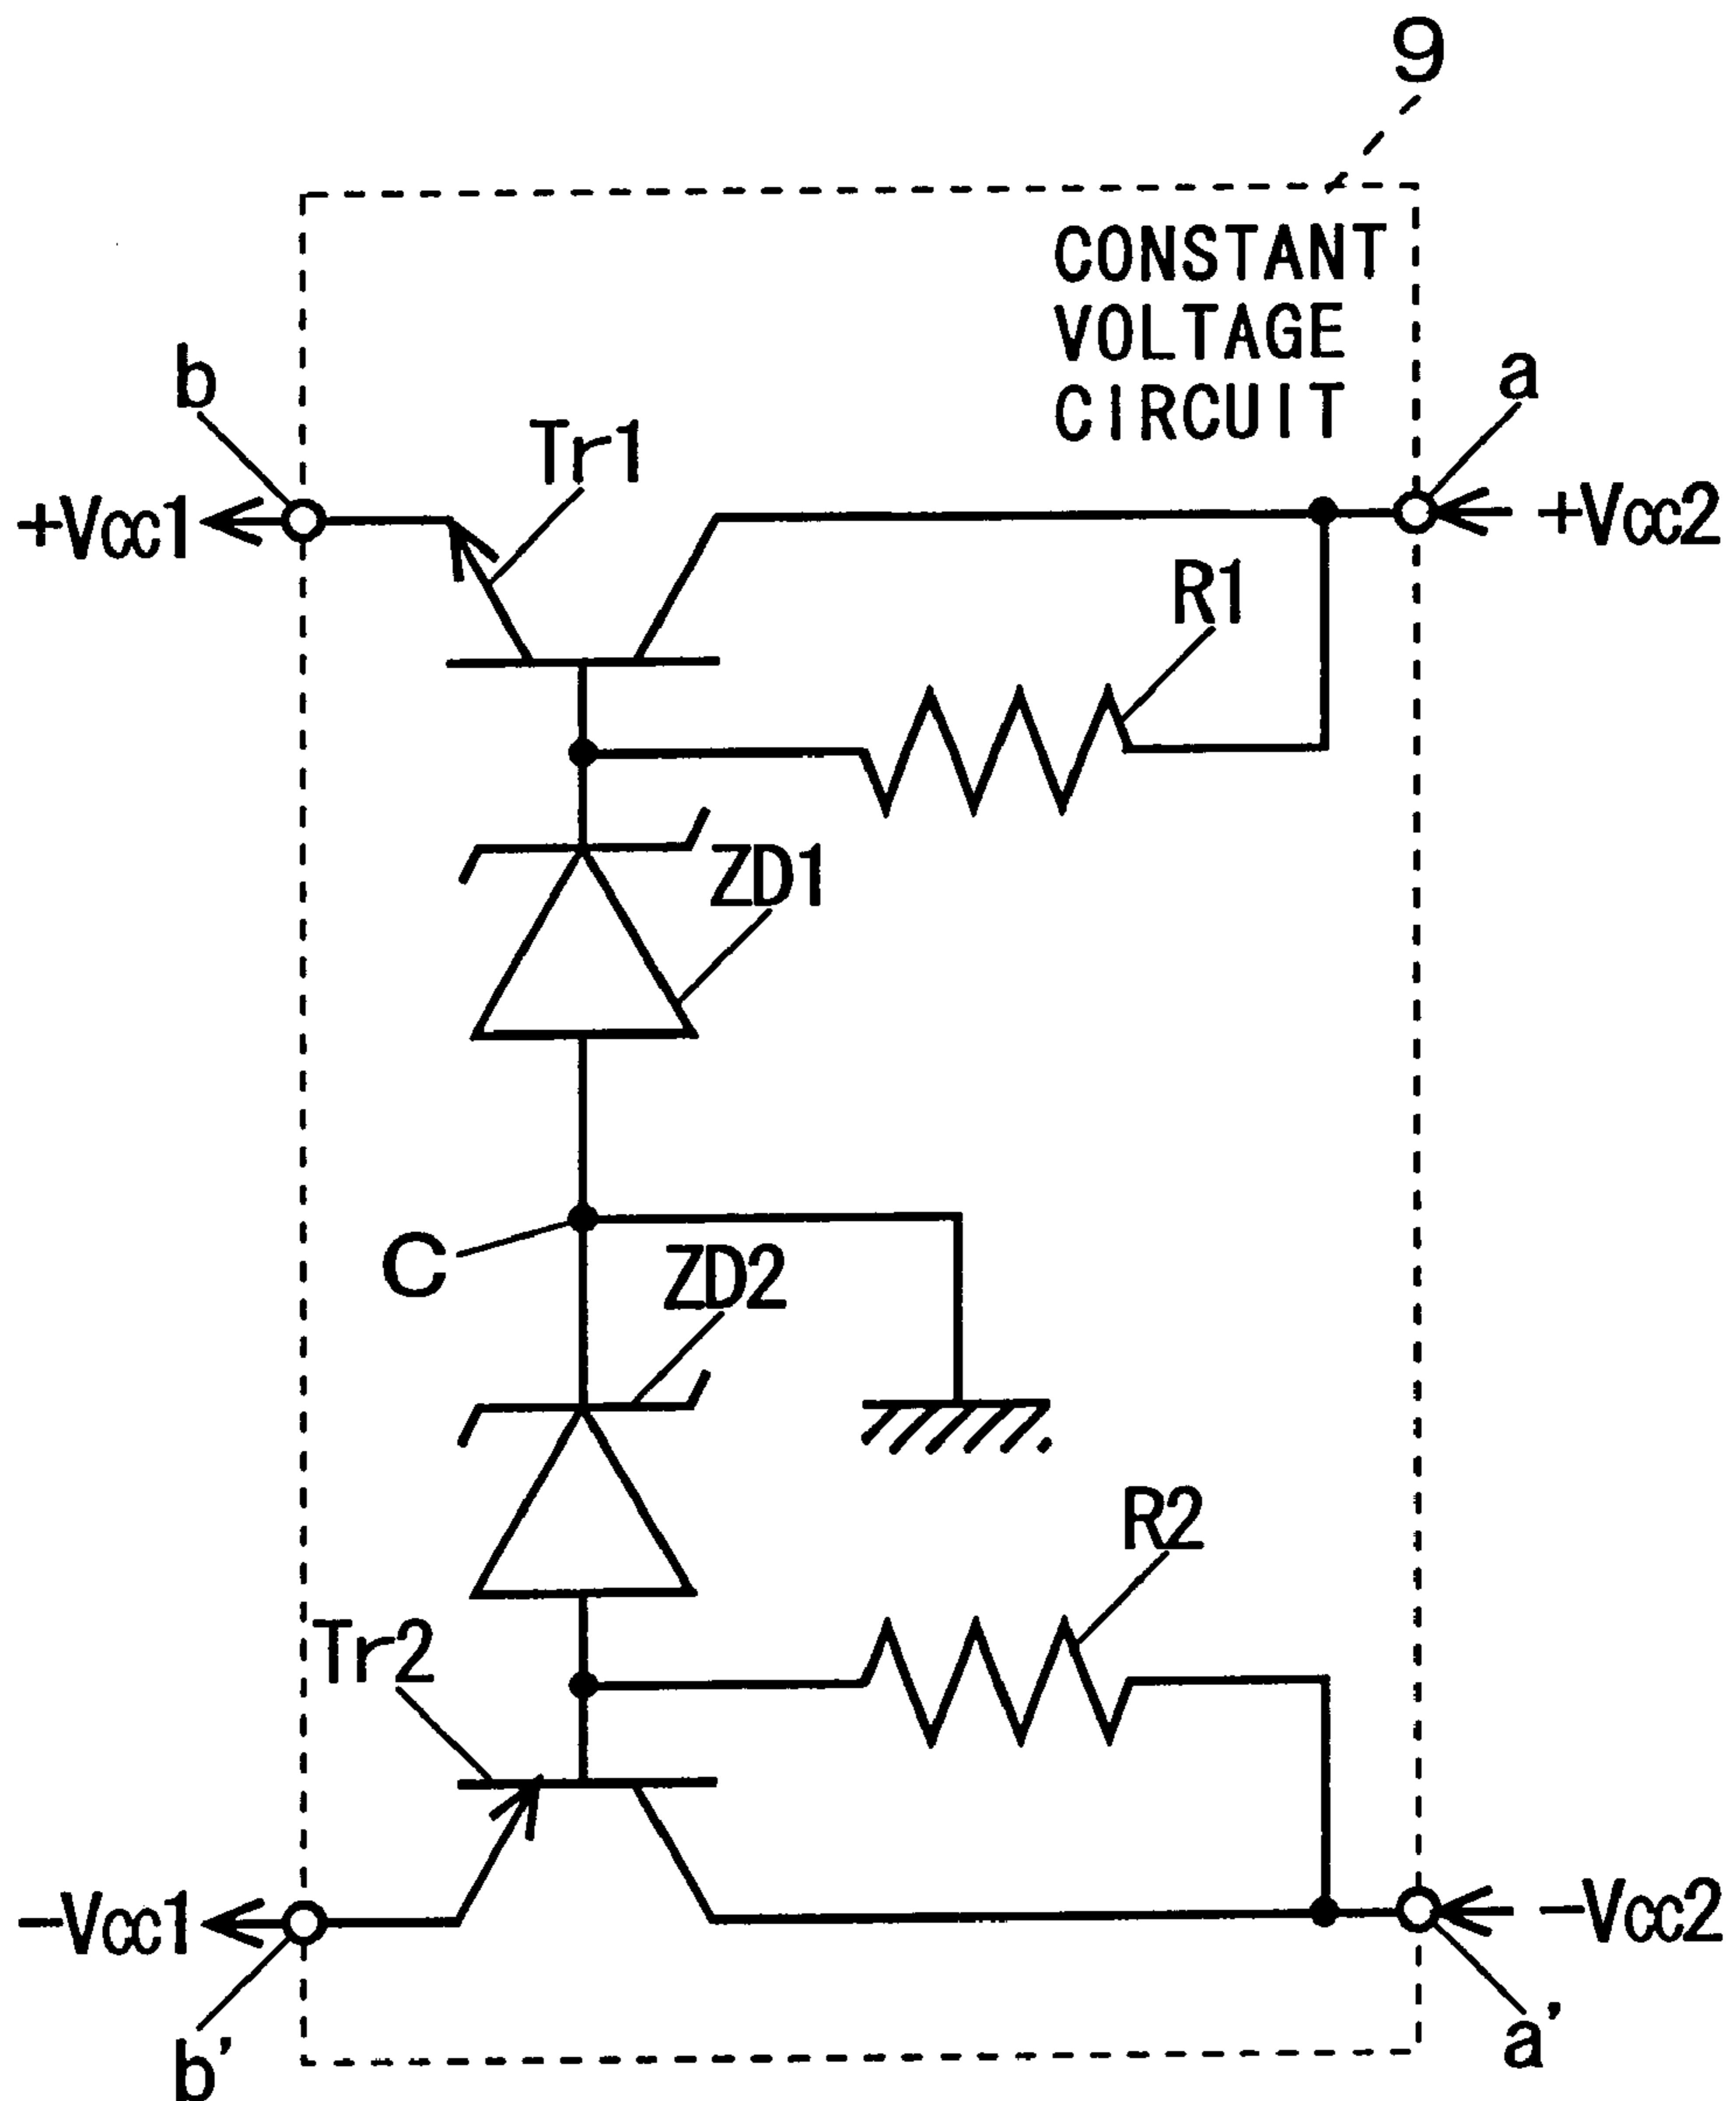 9
CONSTANT
VOLTAGE
CIRCUIT
b
a
Tr1
+Vcc1
+Vcc2
R1
ZD1
C
ZD2
R2
Tr2
-Vcc1
-Vcc2
b'
a'